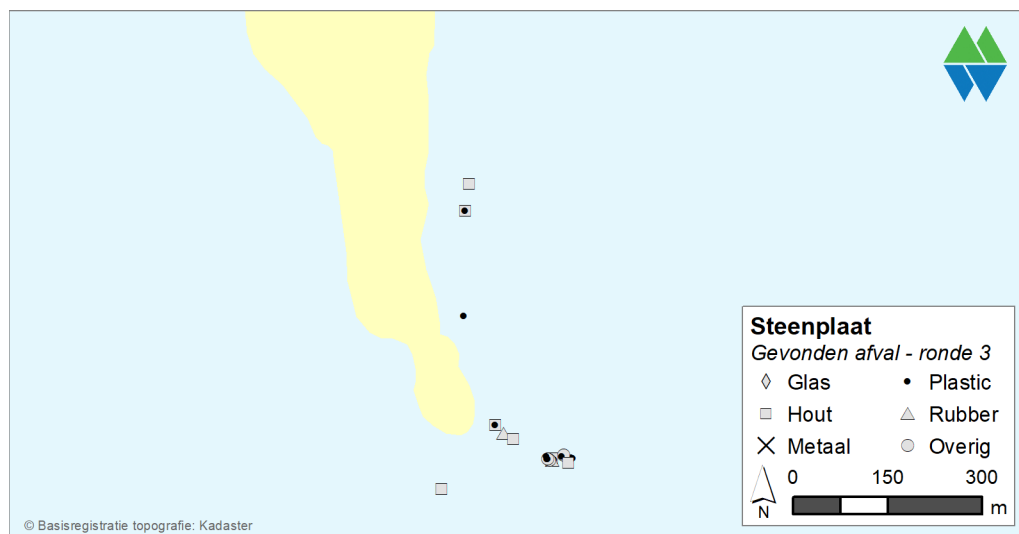 Steenplaat
Gevonden afval - ronde 3
Glas Plastic
Hout Rubber
Metaal Overig
0 150 300
m
N
© Basisregistratie topografie: Kadaster